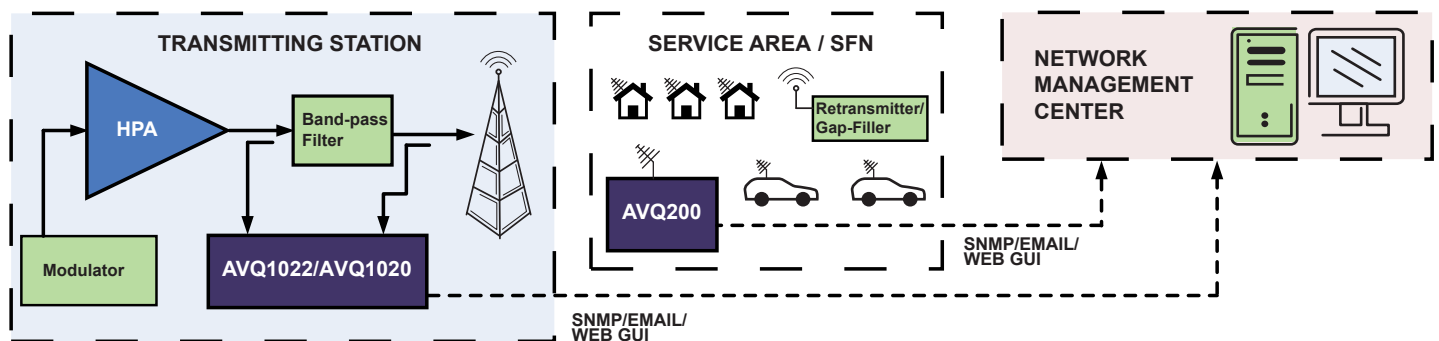 TRANSMITTING STATION
HPA
Band-pass
Filter
Modulator
AVQ1022/AVQ1020
SNMP/EMAIL/
WEB GUI
SERVICE AREA / SFN
Retransmitter/
Gap-Filler
AVQ200
SNMP/EMAIL/
WEB GUI
NETWORK
MANAGEMENT
CENTER